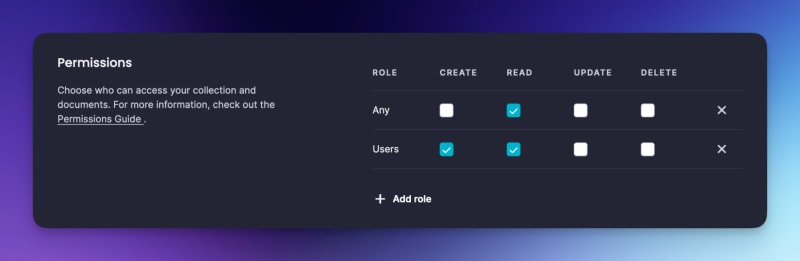 Permissions
Choose who can access your collection and
documents. For more information, check out the
Permissions Guide .
ROLE CREATE READ UPDATE DELETE
Any
Users
Add role